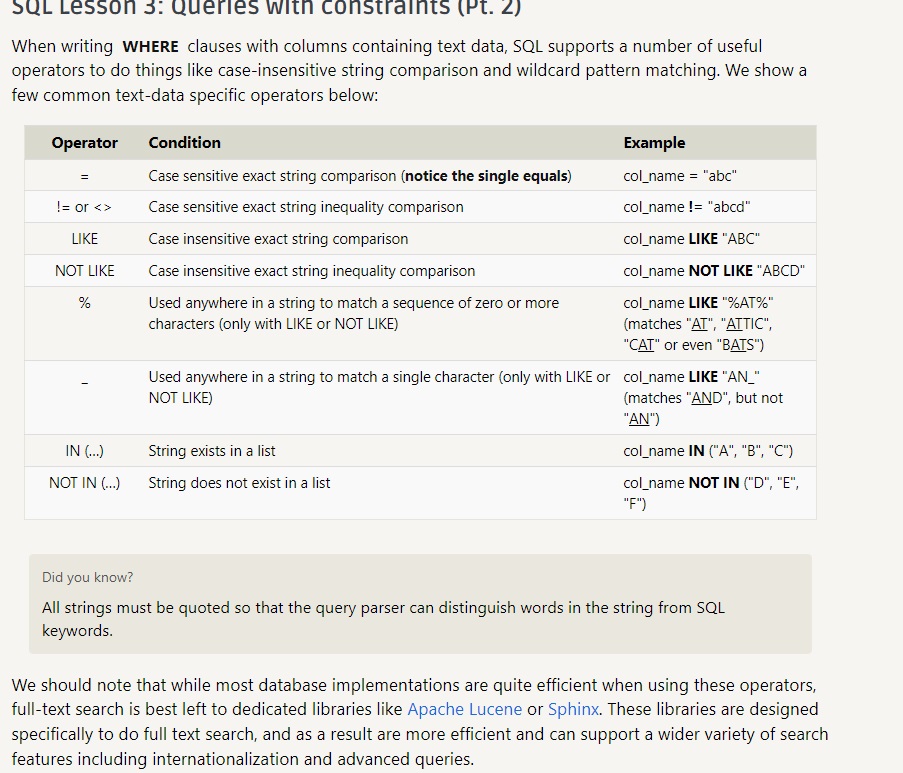 SQL Lesson 3: Queries with constraints (Pt. 2)
When writing WHERE clauses with columns containing text data, SQL supports a number of useful
operators to do things like case-insensitive string comparison and wildcard pattern matching. We show a
few common text-data specific operators below:
Operator Condition Example
= Case sensitive exact string comparison (notice the single equals) col_name = "abc"
!= or <> Case sensitive exact string inequality comparison col_name != "abcd"
LIKE Case insensitive exact string comparison col_name LIKE "ABC"
NOT LIKE Case insensitive exact string inequality comparison col_name NOT LIKE "ABCD"
% Used anywhere in a string to match a sequence of zero or more col_name LIKE "%AT%"
characters (only with LIKE or NOT LIKE) (matches "AT", "ATTIC",
"CAT" or even "BATS")
_ Used anywhere in a string to match a single character (only with LIKE or col_name LIKE "AN_"
NOT LIKE) (matches "AND", but not
"AN")
IN (...) String exists in a list col_name IN ("A", "B", "C")
NOT IN (...) String does not exist in a list col_name NOT IN ("D", "E",
"F")
Did you know?
All strings must be quoted so that the query parser can distinguish words in the string from SQL
keywords.
We should note that while most database implementations are quite efficient when using these operators,
full-text search is best left to dedicated libraries like Apache Lucene or Sphinx. These libraries are designed
specifically to do full text search, and as a result are more efficient and can support a wider variety of search
features including internationalization and advanced queries.